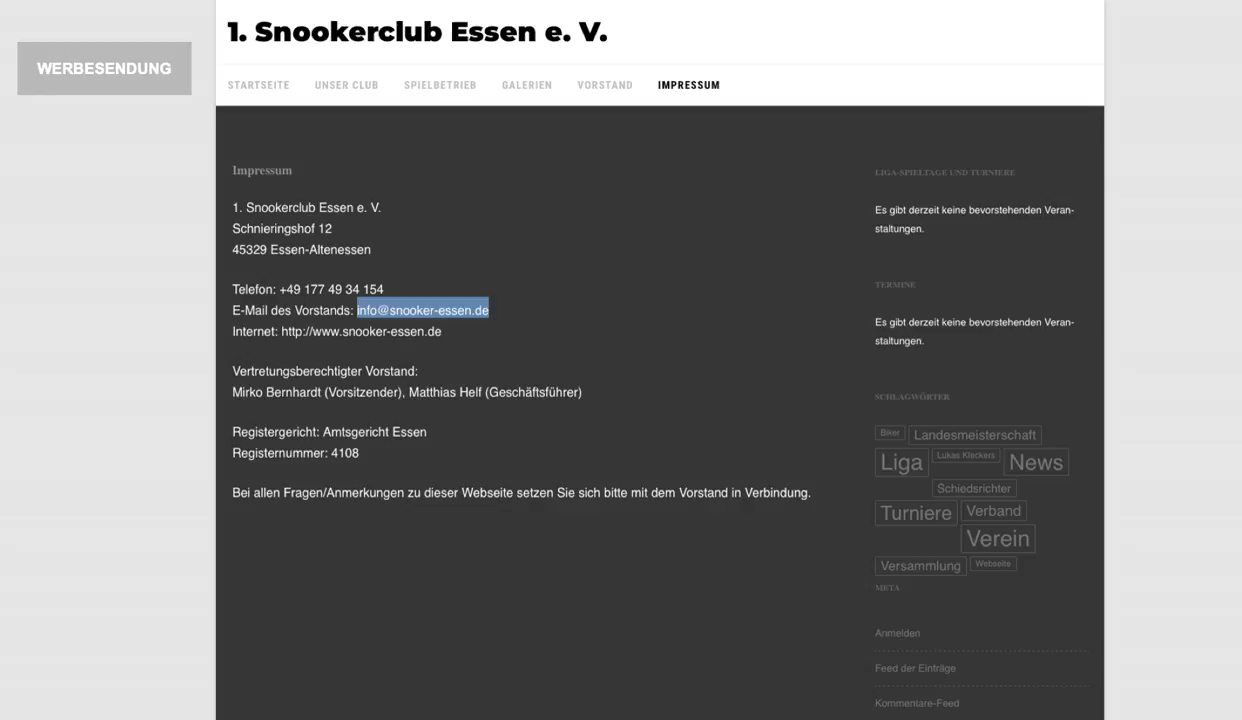 WERBESENDUNG
1. Snookerclub Essen e. V.
STARTSEITE UNSER CLUB SPIELBETRIEB GALERIEN VORSTAND IMPRESSUM
Impressum
1. Snookerclub Essen e. V.
Schnieringshof 12
45329 Essen-Altenessen
Telefon: +49 177 49 34 154
E-Mail des Vorstands: info@snooker-essen.de
Internet: http://www.snooker-essen.de
Vertretungsberechtigter Vorstand:
Mirko Bernhardt (Vorsitzender), Matthias Helf (Geschäftsführer)
Registergericht: Amtsgericht Essen
Registernummer: 4108
Bei allen Fragen/Anmerkungen zu dieser Webseite setzen Sie sich bitte mit dem Vorstand in Verbindung.
LIGA-SPIELTAGE UND TURNIERE
Es gibt derzeit keine bevorstehenden Veran-
staltungen.
TERMINE
Es gibt derzeit keine bevorstehenden Veran-
staltungen.
SCHLAGWÖRTER
Biker Landesmeisterschaft
Liga Lukas Kleckers News
Schiedsrichter
Turniere Verband
Verein
Versammlung Webseite
META
Anmelden
Feed der Einträge
Kommentare-Feed